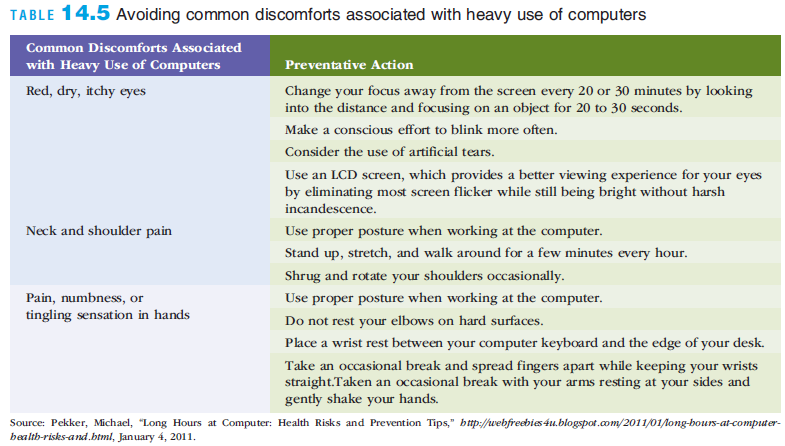 TABLE 14.5 Avoiding common discomforts associated with heavy use of computers
Common Discomforts Associated
with Heavy Use of Computers
Preventative Action
Red, dry, itchy eyes
Change your focus away from the screen every 20 or 30 minutes by looking
into the distance and focusing on an object for 20 to 30 seconds.
Make a conscious effort to blink more often.
Consider the use of artificial tears.
Use an LCD screen, which provides a better viewing experience for your eyes
by eliminating most screen flicker while still being bright without harsh
incandescence.
Neck and shoulder pain
Use proper posture when working at the computer.
Stand up, stretch, and walk around for a few minutes every hour.
Shrug and rotate your shoulders occasionally.
Pain, numbness, or
tingling sensation in hands
Use proper posture when working at the computer.
Do not rest your elbows on hard surfaces.
Place a wrist rest between your computer keyboard and the edge of your desk.
Take an occasional break and spread fingers apart while keeping your wrists
straight.Taken an occasional break with your arms resting at your sides and
gently shake your hands.
Source: Pekker, Michael, “Long Hours at Computer: Health Risks and Prevention Tips,” http://webfreebies4u.blogspot.com/2011/01/long-hours-at-computer-
health-risks-and.html, January 4, 2011.